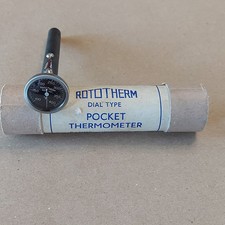 ROTOTHERM
DIAL TYPE
POCKET
THERMOMETER